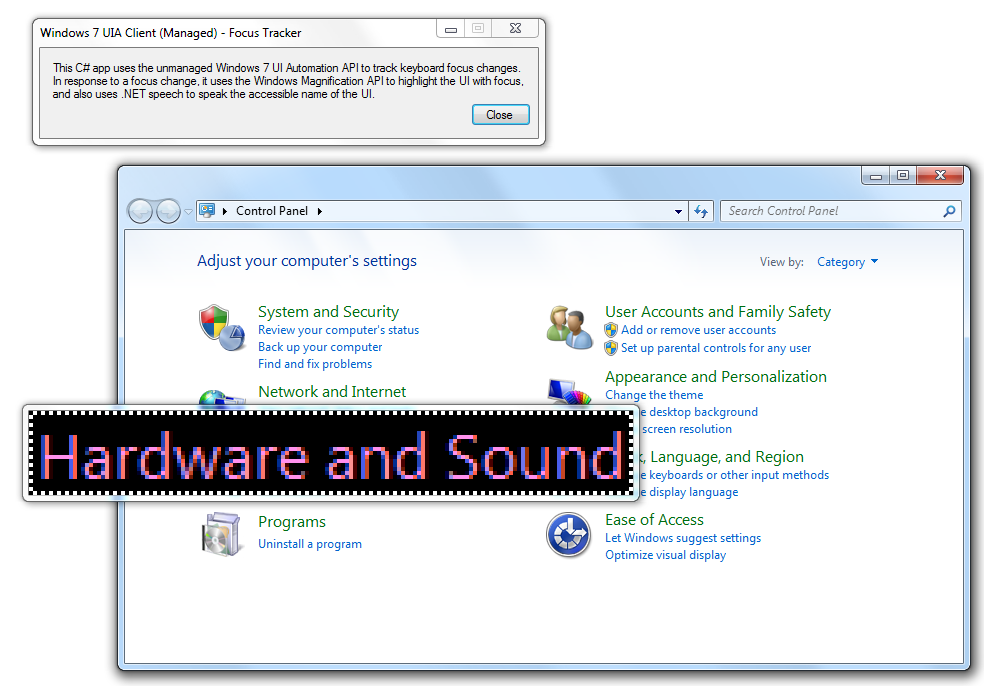 Windows 7 UIA Client (Managed) - Focus Tracker
This C# app uses the unmanaged Windows 7 UI Automation API to track keyboard focus changes.
In response to a focus change, it uses the Windows Magnification API to highlight the UI with focus,
and also uses .NET speech to speak the accessible name of the UI.
Close
Control Panel
Search Control Panel
Adjust your computer's settings
View by: Category
System and Security
Review your computer's status
Back up your computer
Find and fix problems
Network and Internet
Hardware and Sound
Programs
Uninstall a program
User Accounts and Family Safety
Add or remove user accounts
Set up parental controls for any user
Appearance and Personalization
Change the theme
desktop background
screen resolution
, Language, and Region
keyboards or other input methods
display language
Ease of Access
Let Windows suggest settings
Optimize visual display